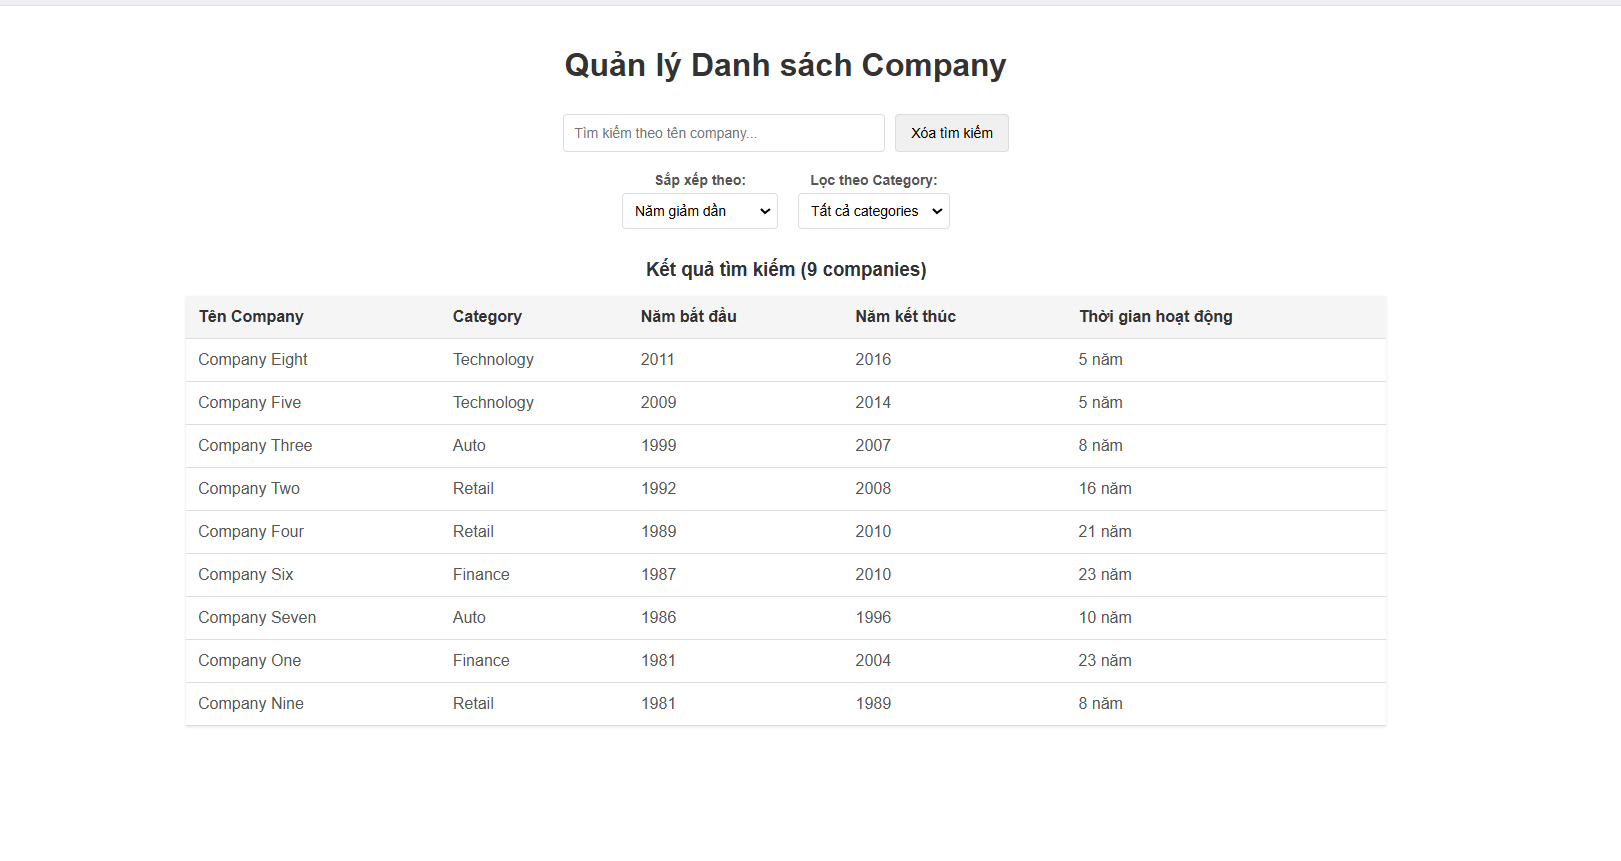 Quản lý Danh sách Company
Tìm kiếm theo tên company... Xóa tìm kiếm
Sắp xếp theo: Lọc theo Category:
Năm giảm dần Tất cả categories
Kết quả tìm kiếm (9 companies)
Tên Company Category Năm bắt đầu Năm kết thúc Thời gian hoạt động
Company Eight Technology 2011 2016 5 năm
Company Five Technology 2009 2014 5 năm
Company Three Auto 1999 2007 8 năm
Company Two Retail 1992 2008 16 năm
Company Four Retail 1989 2010 21 năm
Company Six Finance 1987 2010 23 năm
Company Seven Auto 1986 1996 10 năm
Company One Finance 1981 2004 23 năm
Company Nine Retail 1981 1989 8 năm